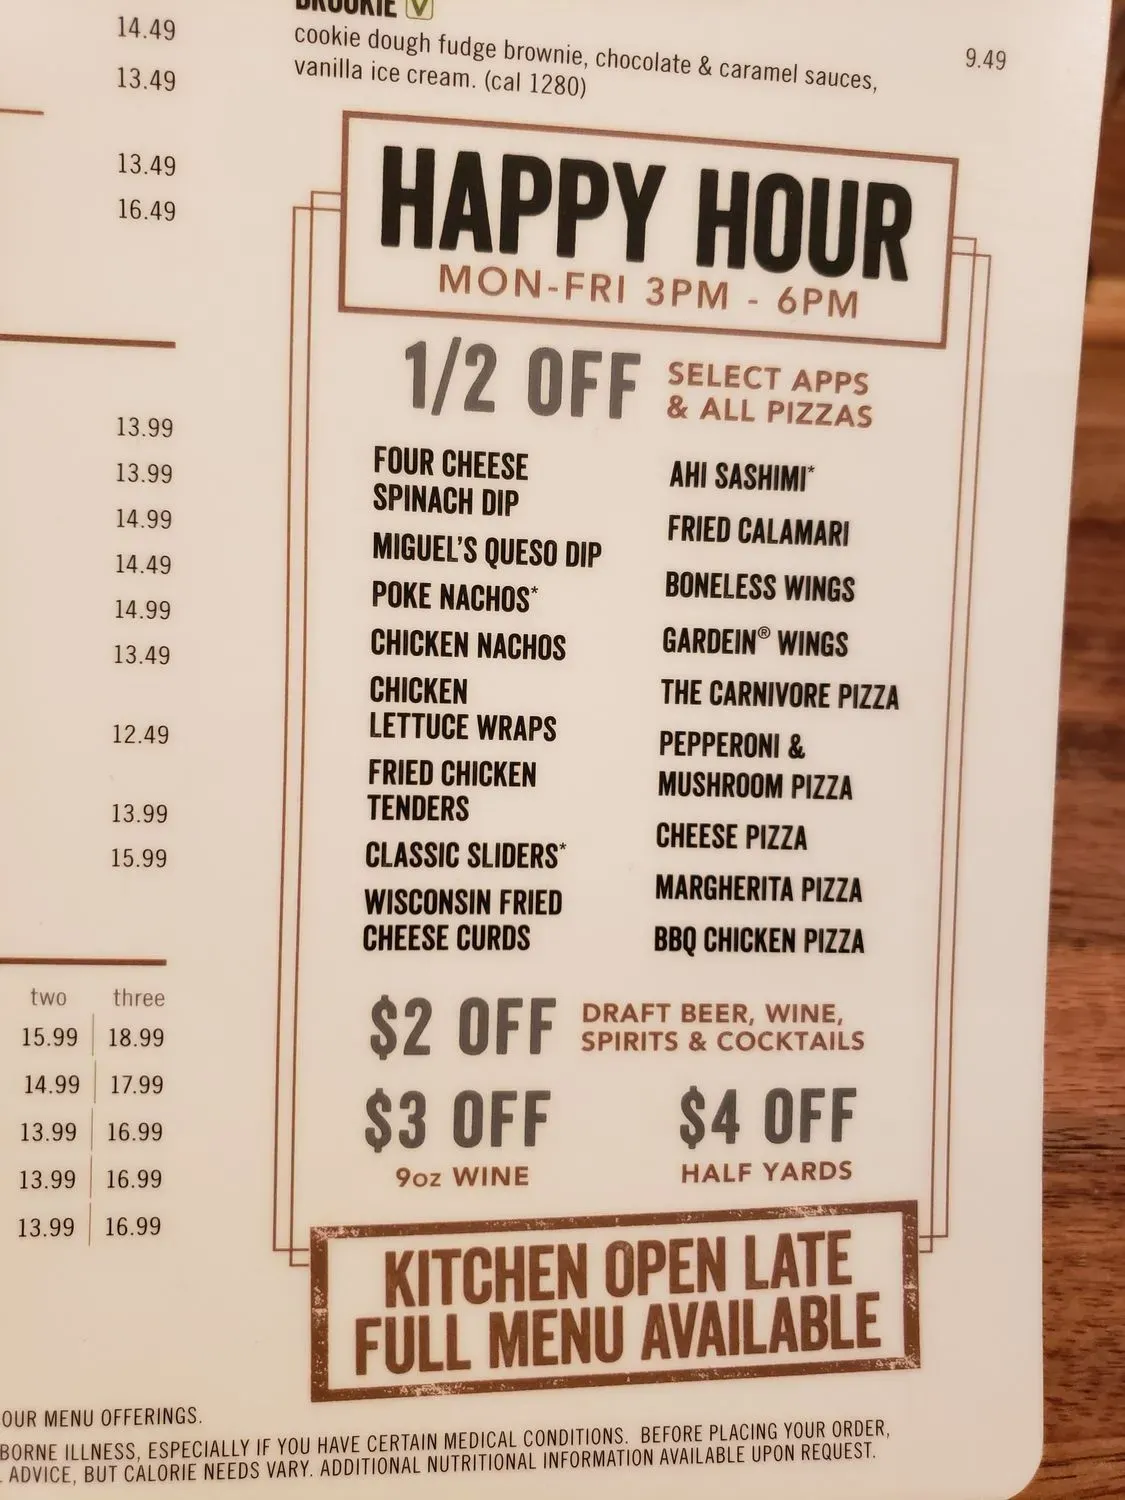 14.49
13.49
13.49
16.49
13.99
13.99
14.99
14.49
14.99
13.49
12.49
13.99
15.99
two three
15.99 18.99
14.99 17.99
13.99 16.99
13.99 16.99
13.99 16.99
BROOKIE V
cookie dough fudge brownie, chocolate & caramel sauces, 9.49
vanilla ice cream. (cal 1280)
HAPPY HOUR
MON-FRI 3PM - 6PM
1/2 OFF
SELECT APPS
& ALL PIZZAS
FOUR CHEESE
SPINACH DIP
MIGUEL'S QUESO DIP
POKE NACHOS*
CHICKEN NACHOS
CHICKEN
LETTUCE WRAPS
FRIED CHICKEN
TENDERS
CLASSIC SLIDERS*
WISCONSIN FRIED
CHEESE CURDS
AHI SASHIMI*
FRIED CALAMARI
BONELESS WINGS
GARDEIN® WINGS
THE CARNIVORE PIZZA
PEPPERONI &
MUSHROOM PIZZA
CHEESE PIZZA
MARGHERITA PIZZA
BBQ CHICKEN PIZZA
$2 OFF
DRAFT BEER, WINE,
SPIRITS & COCKTAILS
$3 OFF
9oz WINE
$4 OFF
HALF YARDS
KITCHEN OPEN LATE
FULL MENU AVAILABLE
OUR MENU OFFERINGS.
BORNE ILLNESS, ESPECIALLY IF YOU HAVE CERTAIN MEDICAL CONDITIONS. BEFORE PLACING YOUR ORDER,
ADVICE, BUT CALORIE NEEDS VARY. ADDITIONAL NUTRITIONAL INFORMATION AVAILABLE UPON REQUEST.